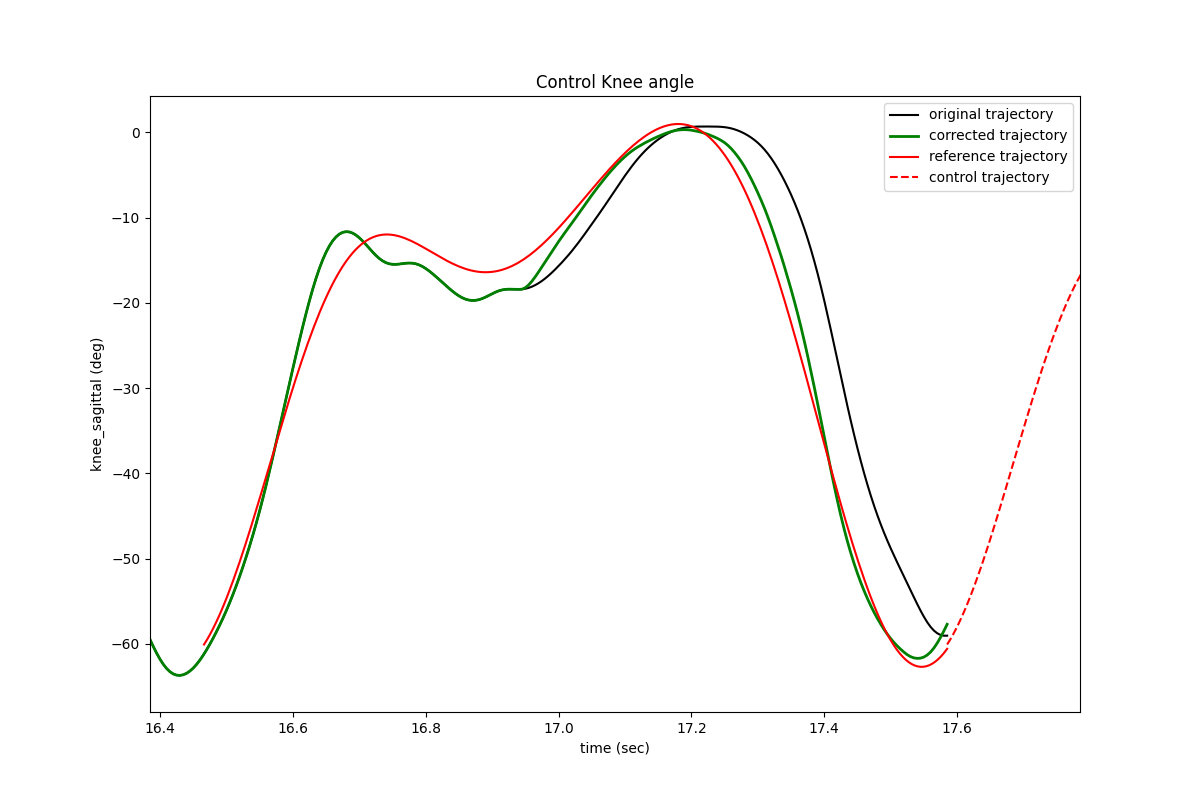 Control Knee angle
original trajectory
corrected trajectory
reference trajectory
control trajectory
0
−10
−20
−30
−40
−50
−60
knee_sagittal (deg)
16.4 16.6 16.8 17.0 17.2 17.4 17.6
time (sec)